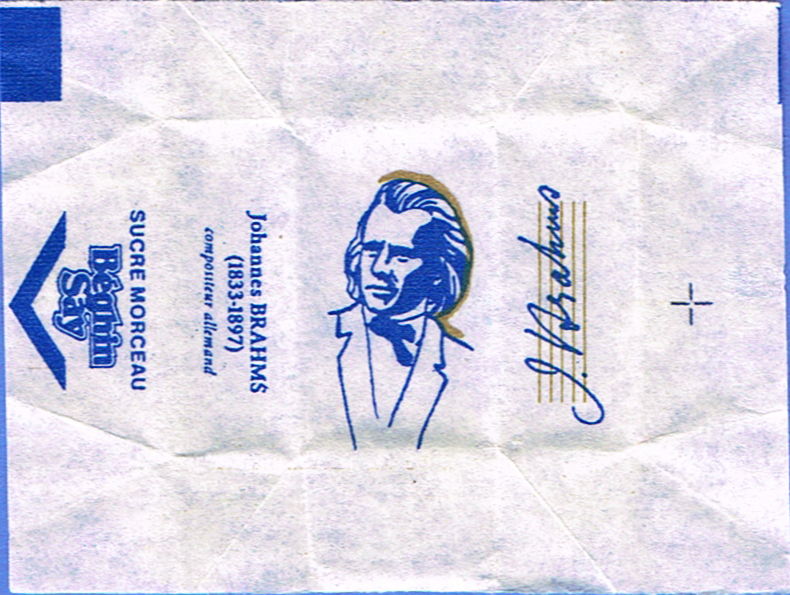 Béghin
Say
SUCRE MORCEAU
Johannes BRAHMS
(1833-1897)
compositeur allemand
J. Brahms